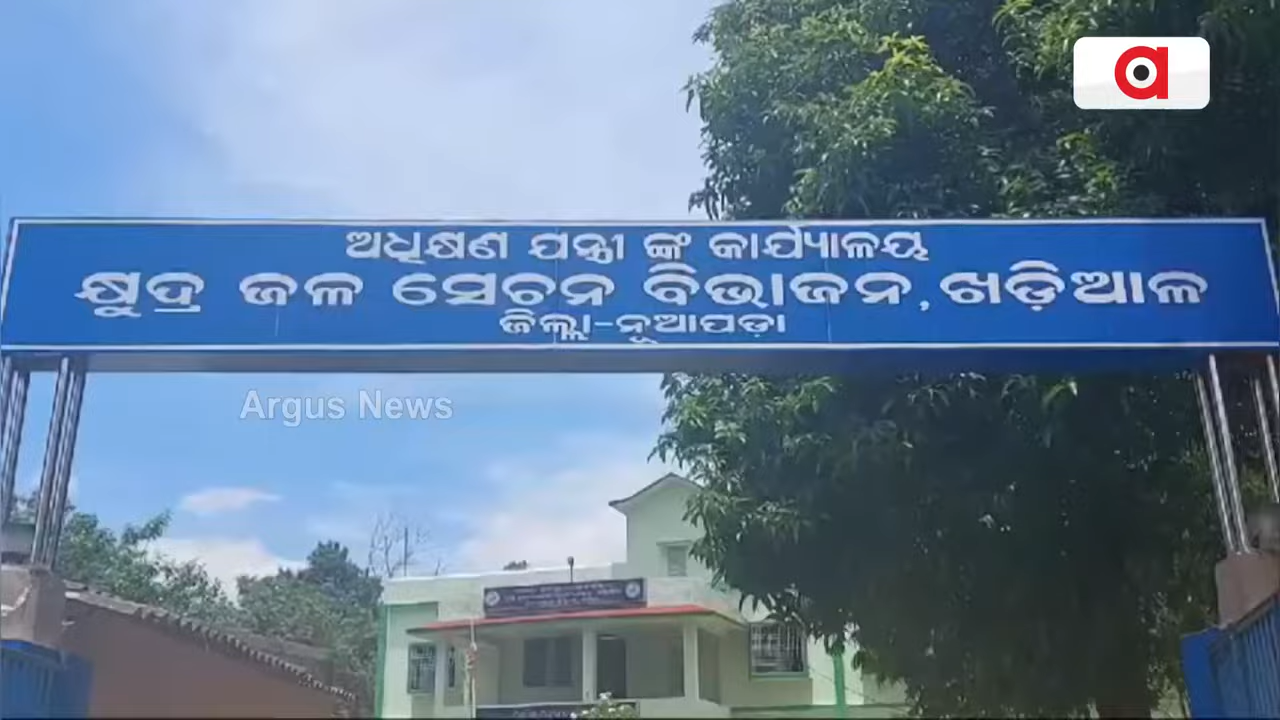 ଅଧିକ୍ଷଣ ଯନ୍ତ୍ରୀ ଙ୍କ କାର୍ଯ୍ୟାଳୟ
କ୍ଷୁଦ୍ର ଜଳ ସେଚନ ବିଭାଜନ, ଖଡ଼ିଆଳ
ଜିଲ୍ଲା-ନୂଆପଡ଼ା
Argus News